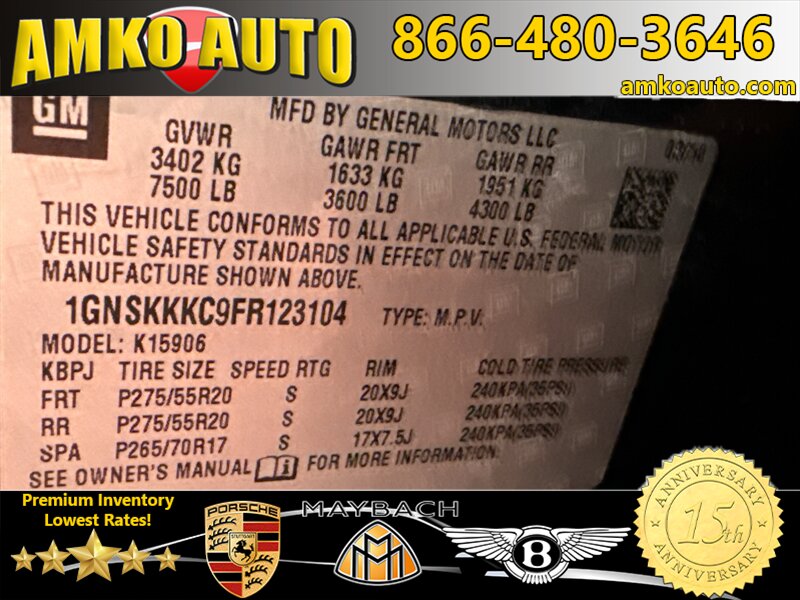 AMKO AUTO
866-480-3646
amkoauto.com
GM
MFD BY GENERAL MOTORS LLC
GVWR GAWR FRT GAWR RR
3402 KG 1633 KG 1951 KG
7500 LB 3600 LB 4300 LB
THIS VEHICLE CONFORMS TO ALL APPLICABLE U.S. FEDERAL MOTOR
VEHICLE SAFETY STANDARDS IN EFFECT ON THE DATE OF
MANUFACTURE SHOWN ABOVE.
1GNSKKKC9FR123104 TYPE: M.P.V.
MODEL: K15906
KBPJ TIRE SIZE SPEED RTG RIM COLD TIRE PRESSURE
FRT P275/55R20 S 20X9J 240KPA(35PSI)
RR P275/55R20 S 20X9J 240KPA(35PSI)
SPA P265/70R17 S 17X7.5J 240KPA(35PSI)
SEE OWNER'S MANUAL FOR MORE INFORMATION.
Premium Inventory
Lowest Rates!
PORSCHE
STUTTGART
MAYBACH
B
ANNIVERSARY
15th
ANNIVERSARY